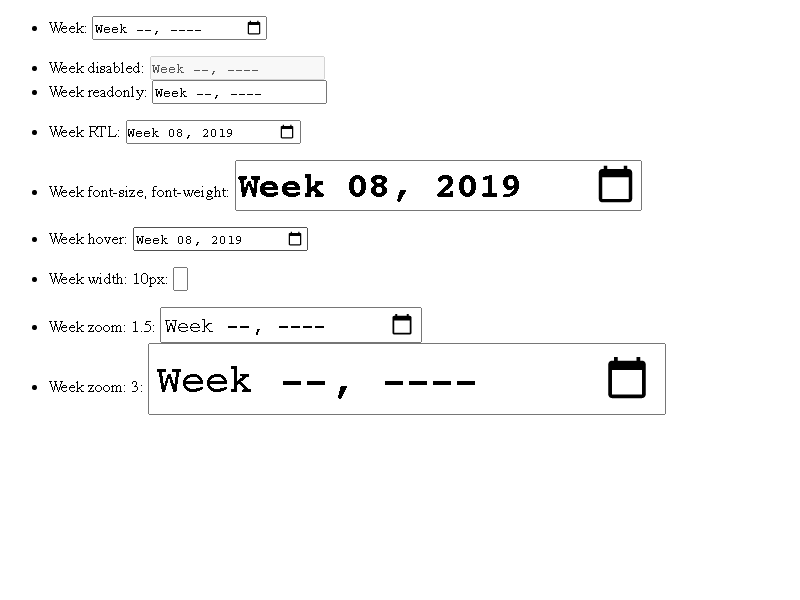 Week: Week --, ----
Week disabled: Week --, ----
Week readonly: Week --, ----
Week RTL: Week 08, 2019
Week font-size, font-weight: Week 08, 2019
Week hover: Week 08, 2019
Week width: 10px:
Week zoom: 1.5: Week --, ----
Week zoom: 3: Week --, ----